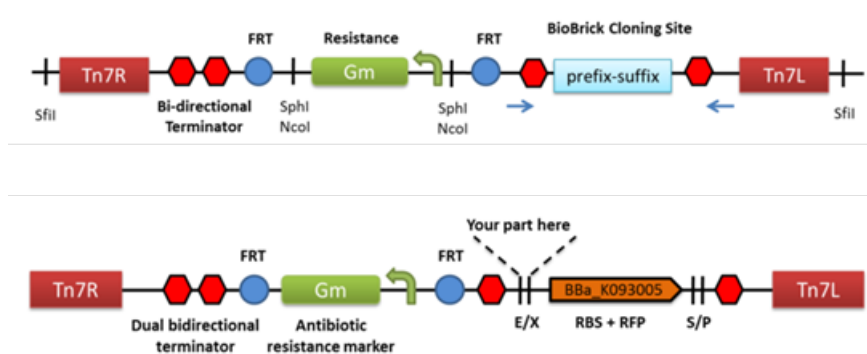 BioBrick Cloning Site
FRT
Resistance
FRT
Tn7R
Gm
prefix-suffix
Tn7L
SfiI
Bi-directional
Terminator
SphI
NcoI
SphI
NcoI
SfiI
Your part here
FRT
FRT
Tn7R
Gm
BBa_K093005
Tn7L
Dual bidirectional
terminator
Antibiotic
resistance marker
E/X
RBS + RFP
S/P